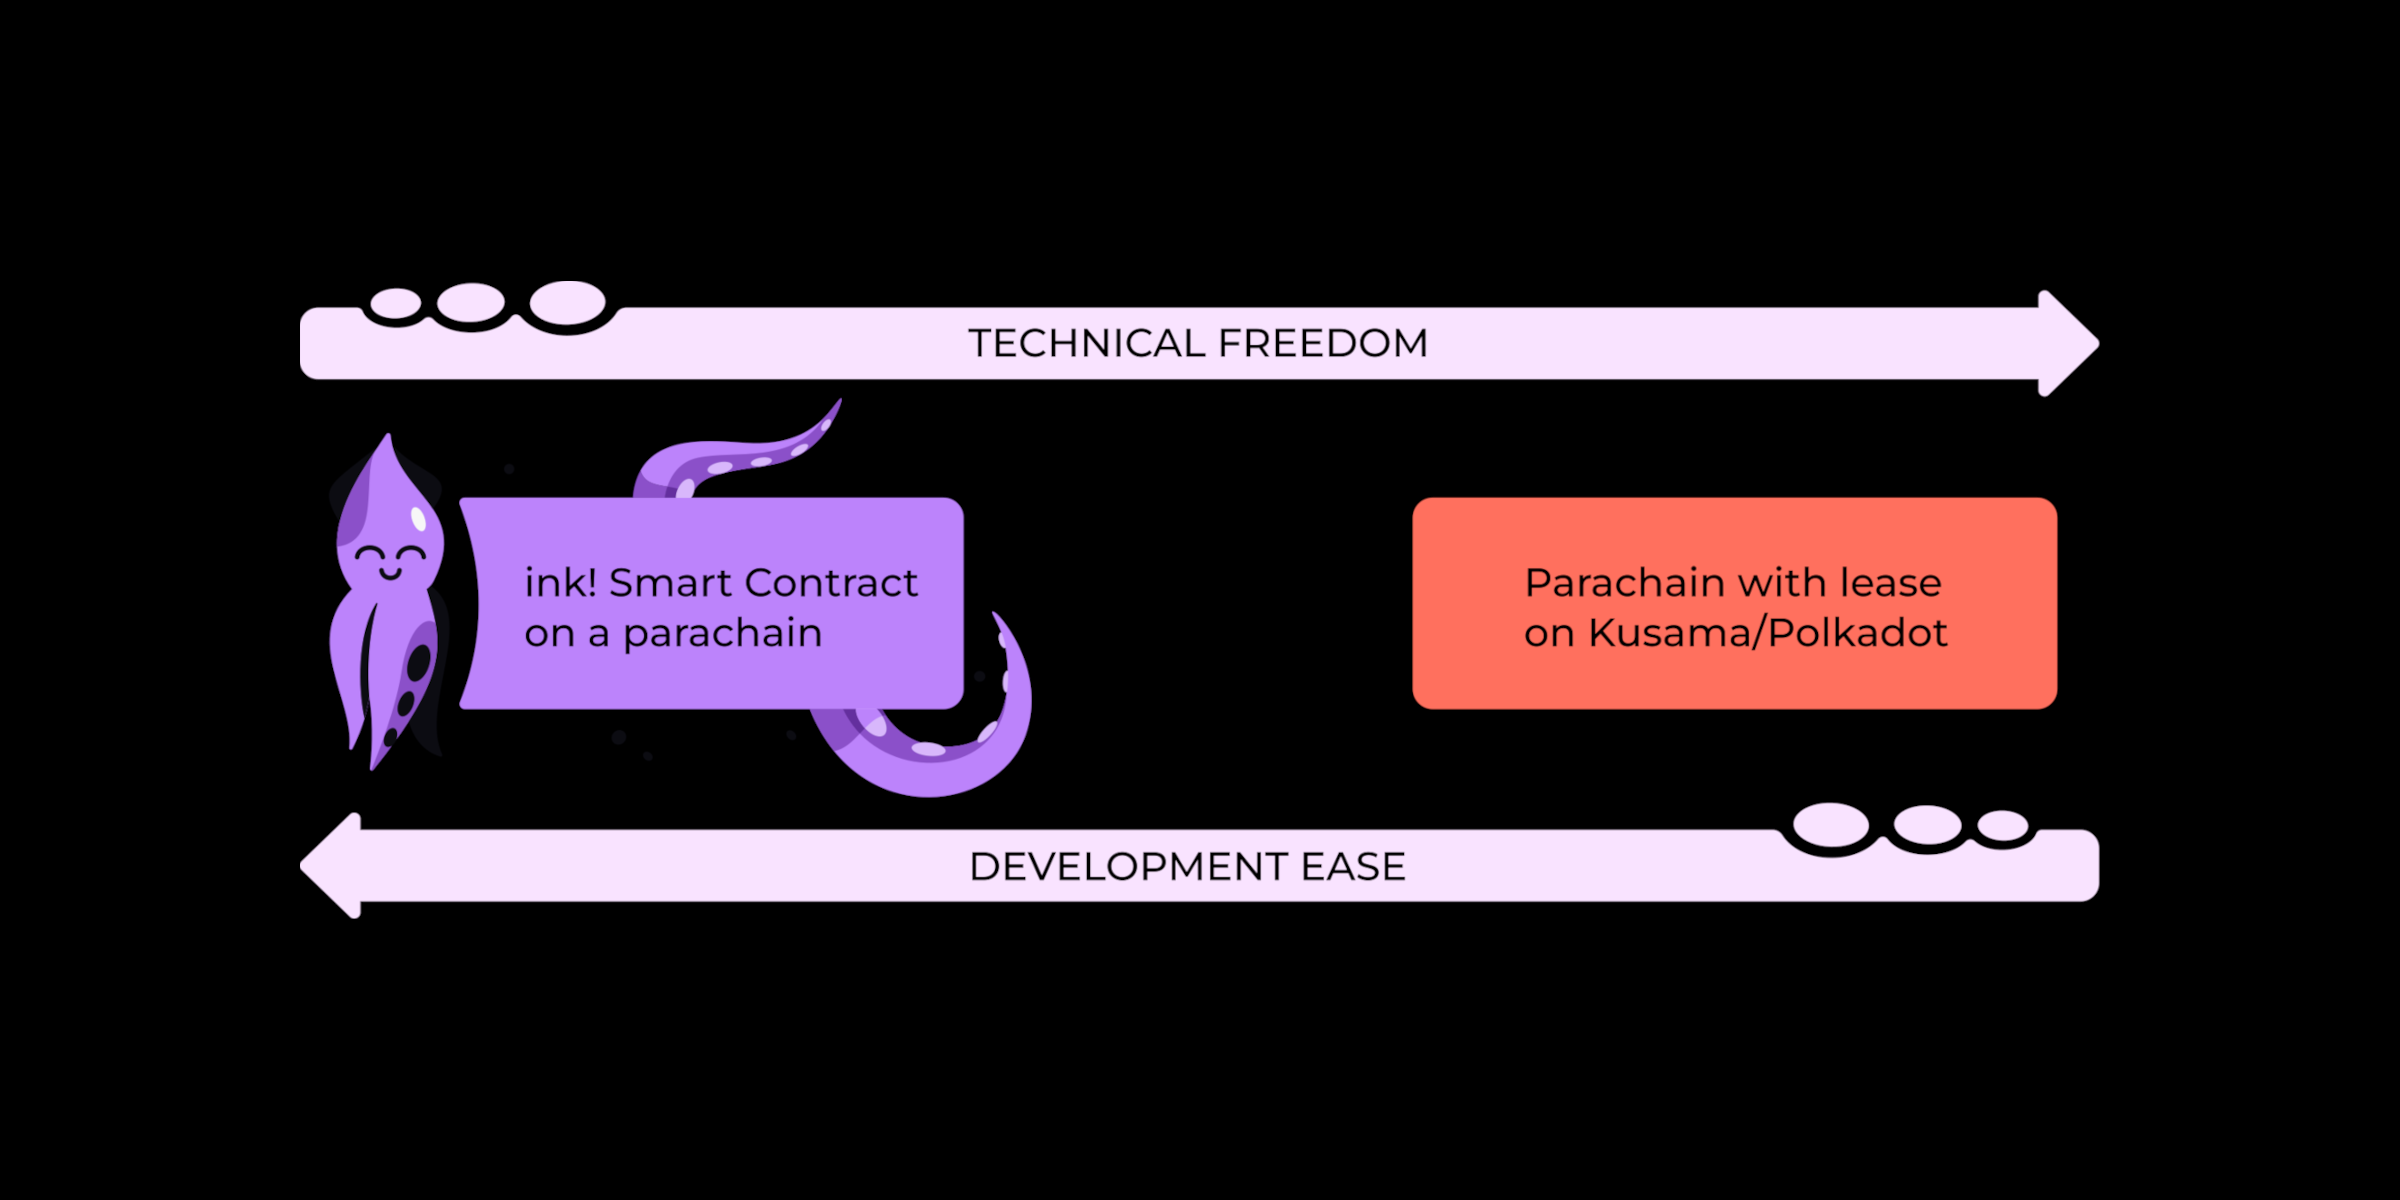 TECHNICAL FREEDOM
ink! Smart Contract
on a parachain
Parachain with lease
on Kusama/Polkadot
DEVELOPMENT EASE